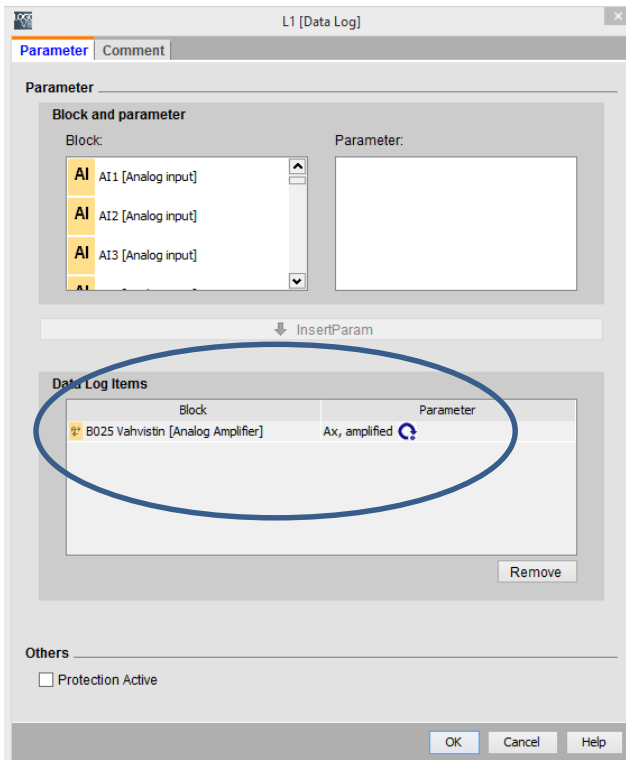 L1 [Data Log]
Parameter Comment
Parameter
Block and parameter
Block: Parameter:
AI AI1 [Analog input]
AI AI2 [Analog input]
AI AI3 [Analog input]
InsertParam
Data Log Items
Block Parameter
B025 Vahvistin [Analog Amplifier] Ax, amplified
Remove
Others
Protection Active
OK Cancel Help